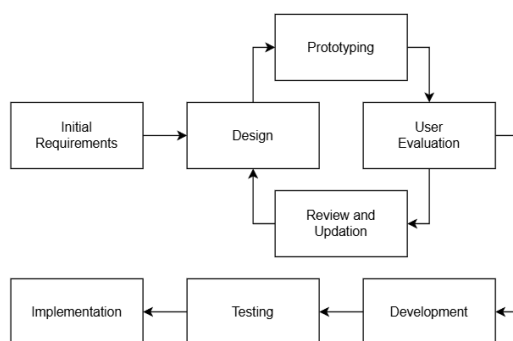 Prototyping
Initial
Requirements
Design
User
Evaluation
Review and
Updation
Implementation
Testing
Development